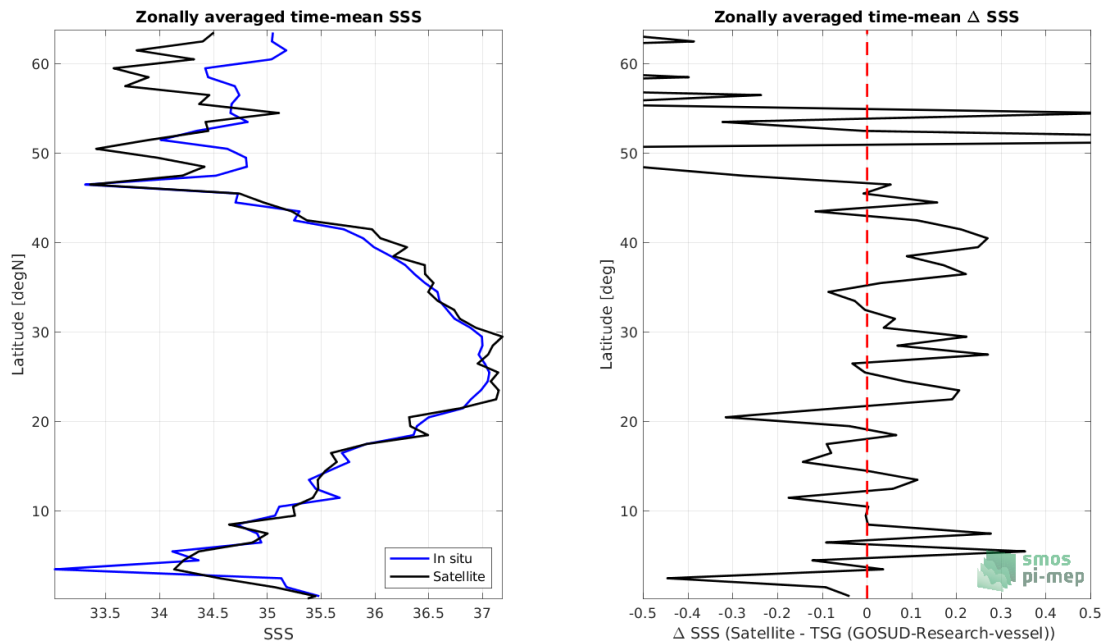 Zonally averaged time-mean SSS
Zonally averaged time-mean Δ SSS
60
50
40
30
20
10
Latitude [degN]
33.5 34 34.5 35 35.5 36 36.5 37
SSS
In situ
Satellite
60
50
40
30
20
10
Latitude [deg]
-0.5 -0.4 -0.3 -0.2 -0.1 0 0.1 0.2 0.3 0.4 0.5
Δ SSS (Satellite - TSG (GOSUD-Research-vessel))
smos
pi-mep